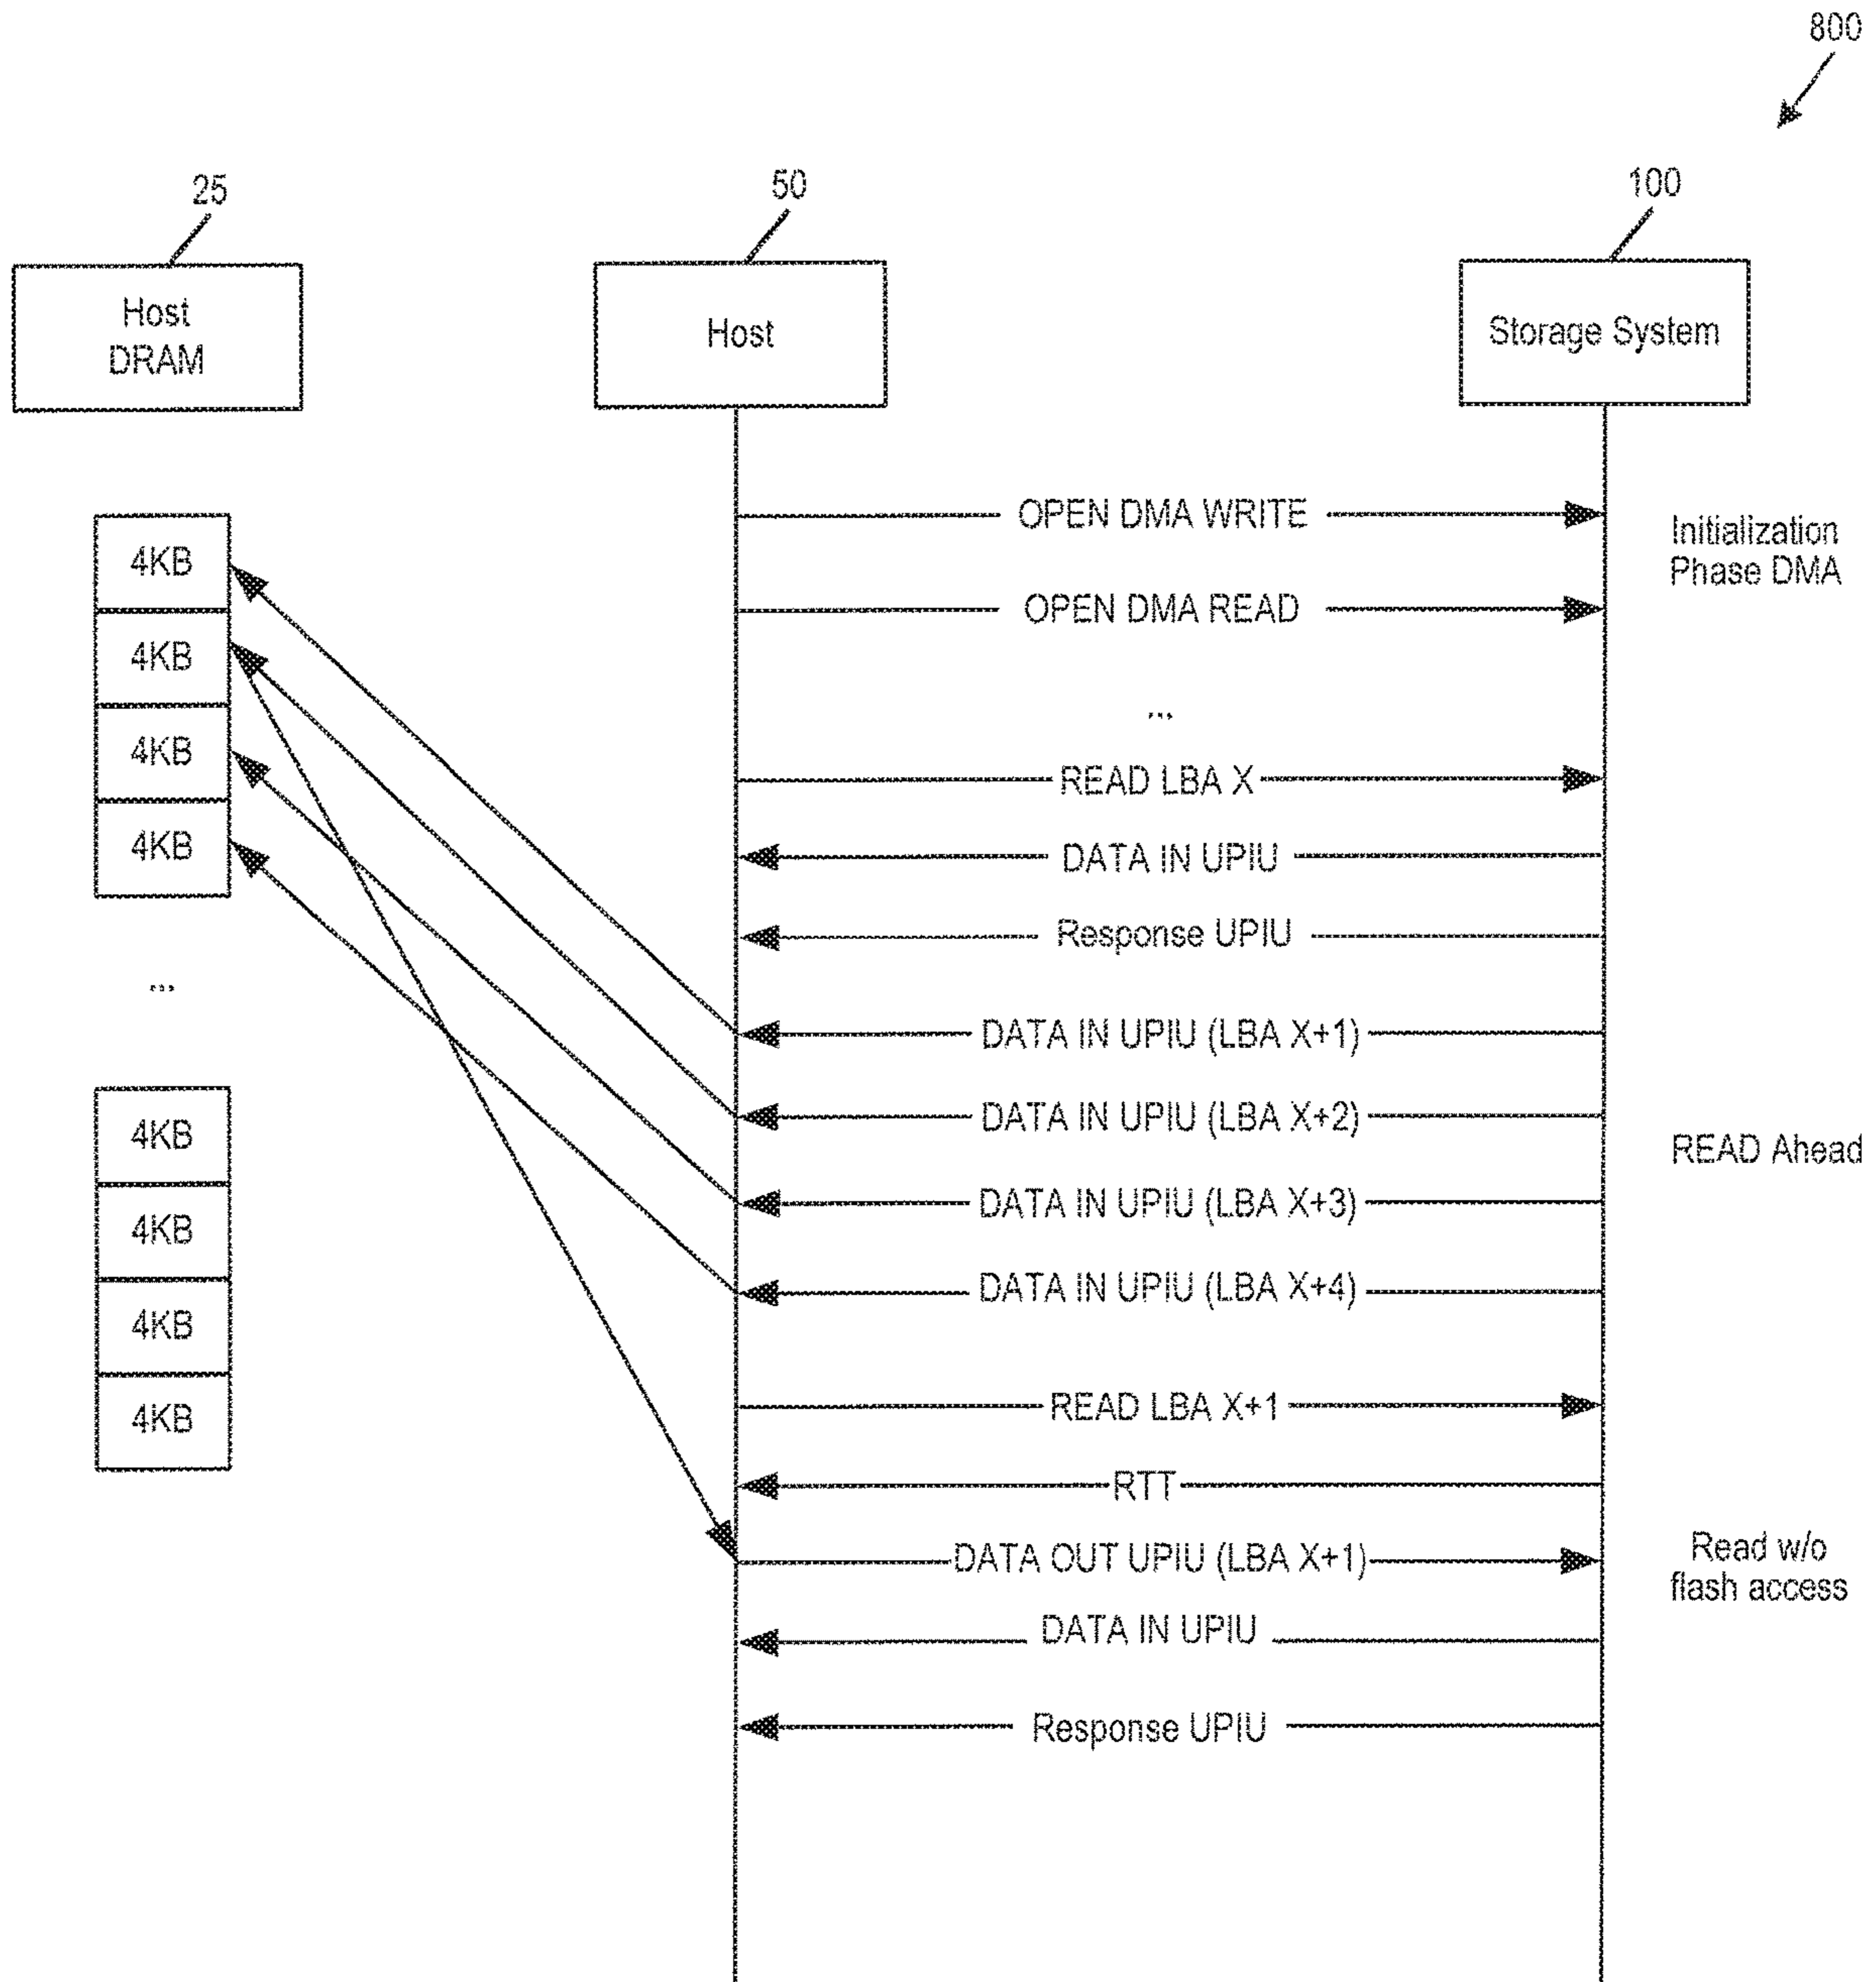 800
25
50
100
Host
DRAM
Host
Storage System
OPEN DMA WRITE
Initialization
Phase DMA
4KB
OPEN DMA READ
4KB
...
4KB
READ LBA X
4KB
DATA IN UPIU
Response UPIU
...
DATA IN UPIU (LBA X+1)
DATA IN UPIU (LBA X+2)
4KB
READ Ahead
DATA IN UPIU (LBA X+3)
4KB
DATA IN UPIU (LBA X+4)
4KB
READ LBA X+1
4KB
RTT
DATA OUT UPIU (LBA X+1)
Read w/o
flash access
DATA IN UPIU
Response UPIU